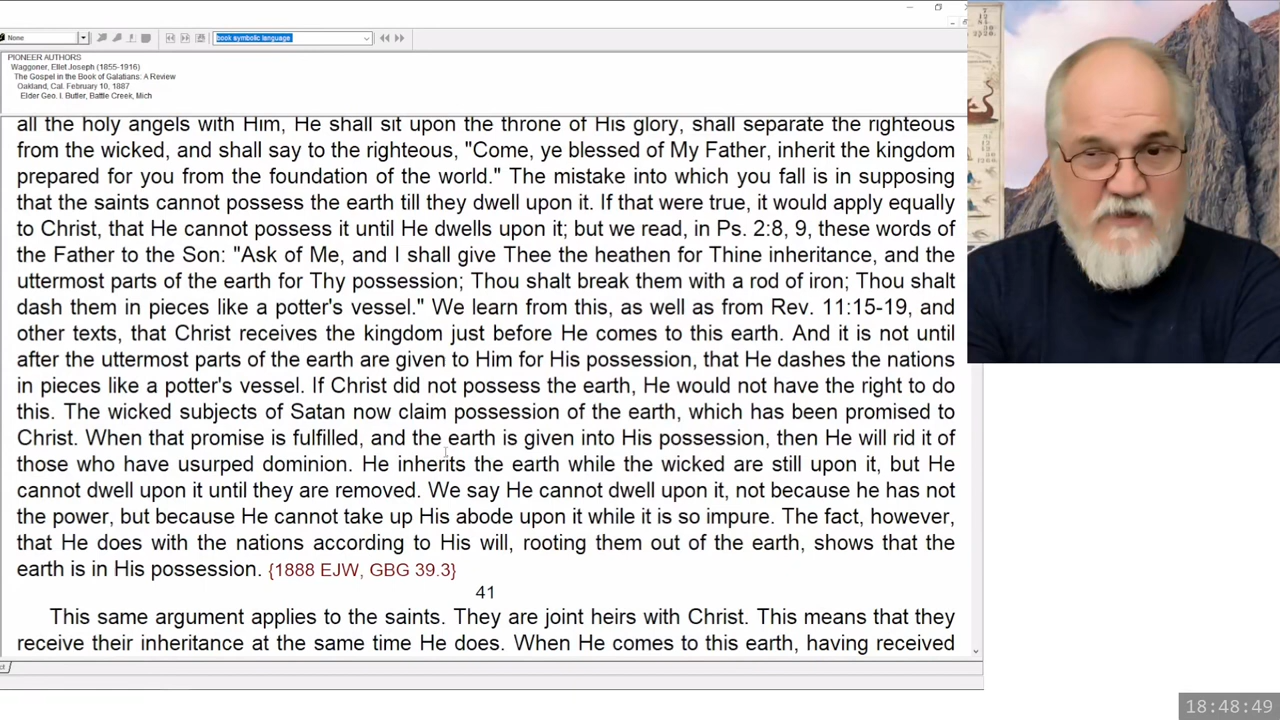 None
book symbolic language
PIONEER AUTHORS
Waggoner, Ellet Joseph (1855-1916)
The Gospel in the Book of Galatians: A Review
Oakland, Cal. February 10, 1887
Elder Geo. I. Butler, Battle Creek, Mich
all the holy angels with Him, He shall sit upon the throne of His glory, shall separate the righteous
from the wicked, and shall say to the righteous, "Come, ye blessed of My Father, inherit the kingdom
prepared for you from the foundation of the world." The mistake into which you fall is in supposing
that the saints cannot possess the earth till they dwell upon it. If that were true, it would apply equally
to Christ, that He cannot possess it until He dwells upon it; but we read, in Ps. 2:8, 9, these words of
the Father to the Son: "Ask of Me, and I shall give Thee the heathen for Thine inheritance, and the
uttermost parts of the earth for Thy possession; Thou shalt break them with a rod of iron; Thou shalt
dash them in pieces like a potter's vessel." We learn from this, as well as from Rev. 11:15-19, and
other texts, that Christ receives the kingdom just before He comes to this earth. And it is not until
after the uttermost parts of the earth are given to Him for His possession, that He dashes the nations
in pieces like a potter's vessel. If Christ did not possess the earth, He would not have the right to do
this. The wicked subjects of Satan now claim possession of the earth, which has been promised to
Christ. When that promise is fulfilled, and the earth is given into His possession, then He will rid it of
those who have usurped dominion. He inherits the earth while the wicked are still upon it, but He
cannot dwell upon it until they are removed. We say He cannot dwell upon it, not because he has not
the power, but because He cannot take up His abode upon it while it is so impure. The fact, however,
that He does with the nations according to His will, rooting them out of the earth, shows that the
earth is in His possession. {1888 EJW, GBG 39.3}
41
This same argument applies to the saints. They are joint heirs with Christ. This means that they
receive their inheritance at the same time He does. When He comes to this earth, having received
18:48:49